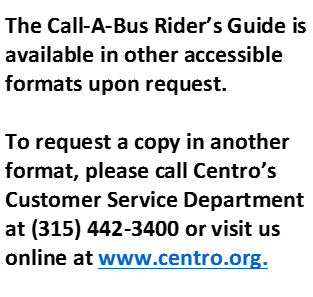 The Call-A-Bus Rider’s Guide is
available in other accessible
formats upon request.

To request a copy in another
format, please call Centro’s
Customer Service Department
at (315) 442-3400 or visit us
online at www.centro.org.